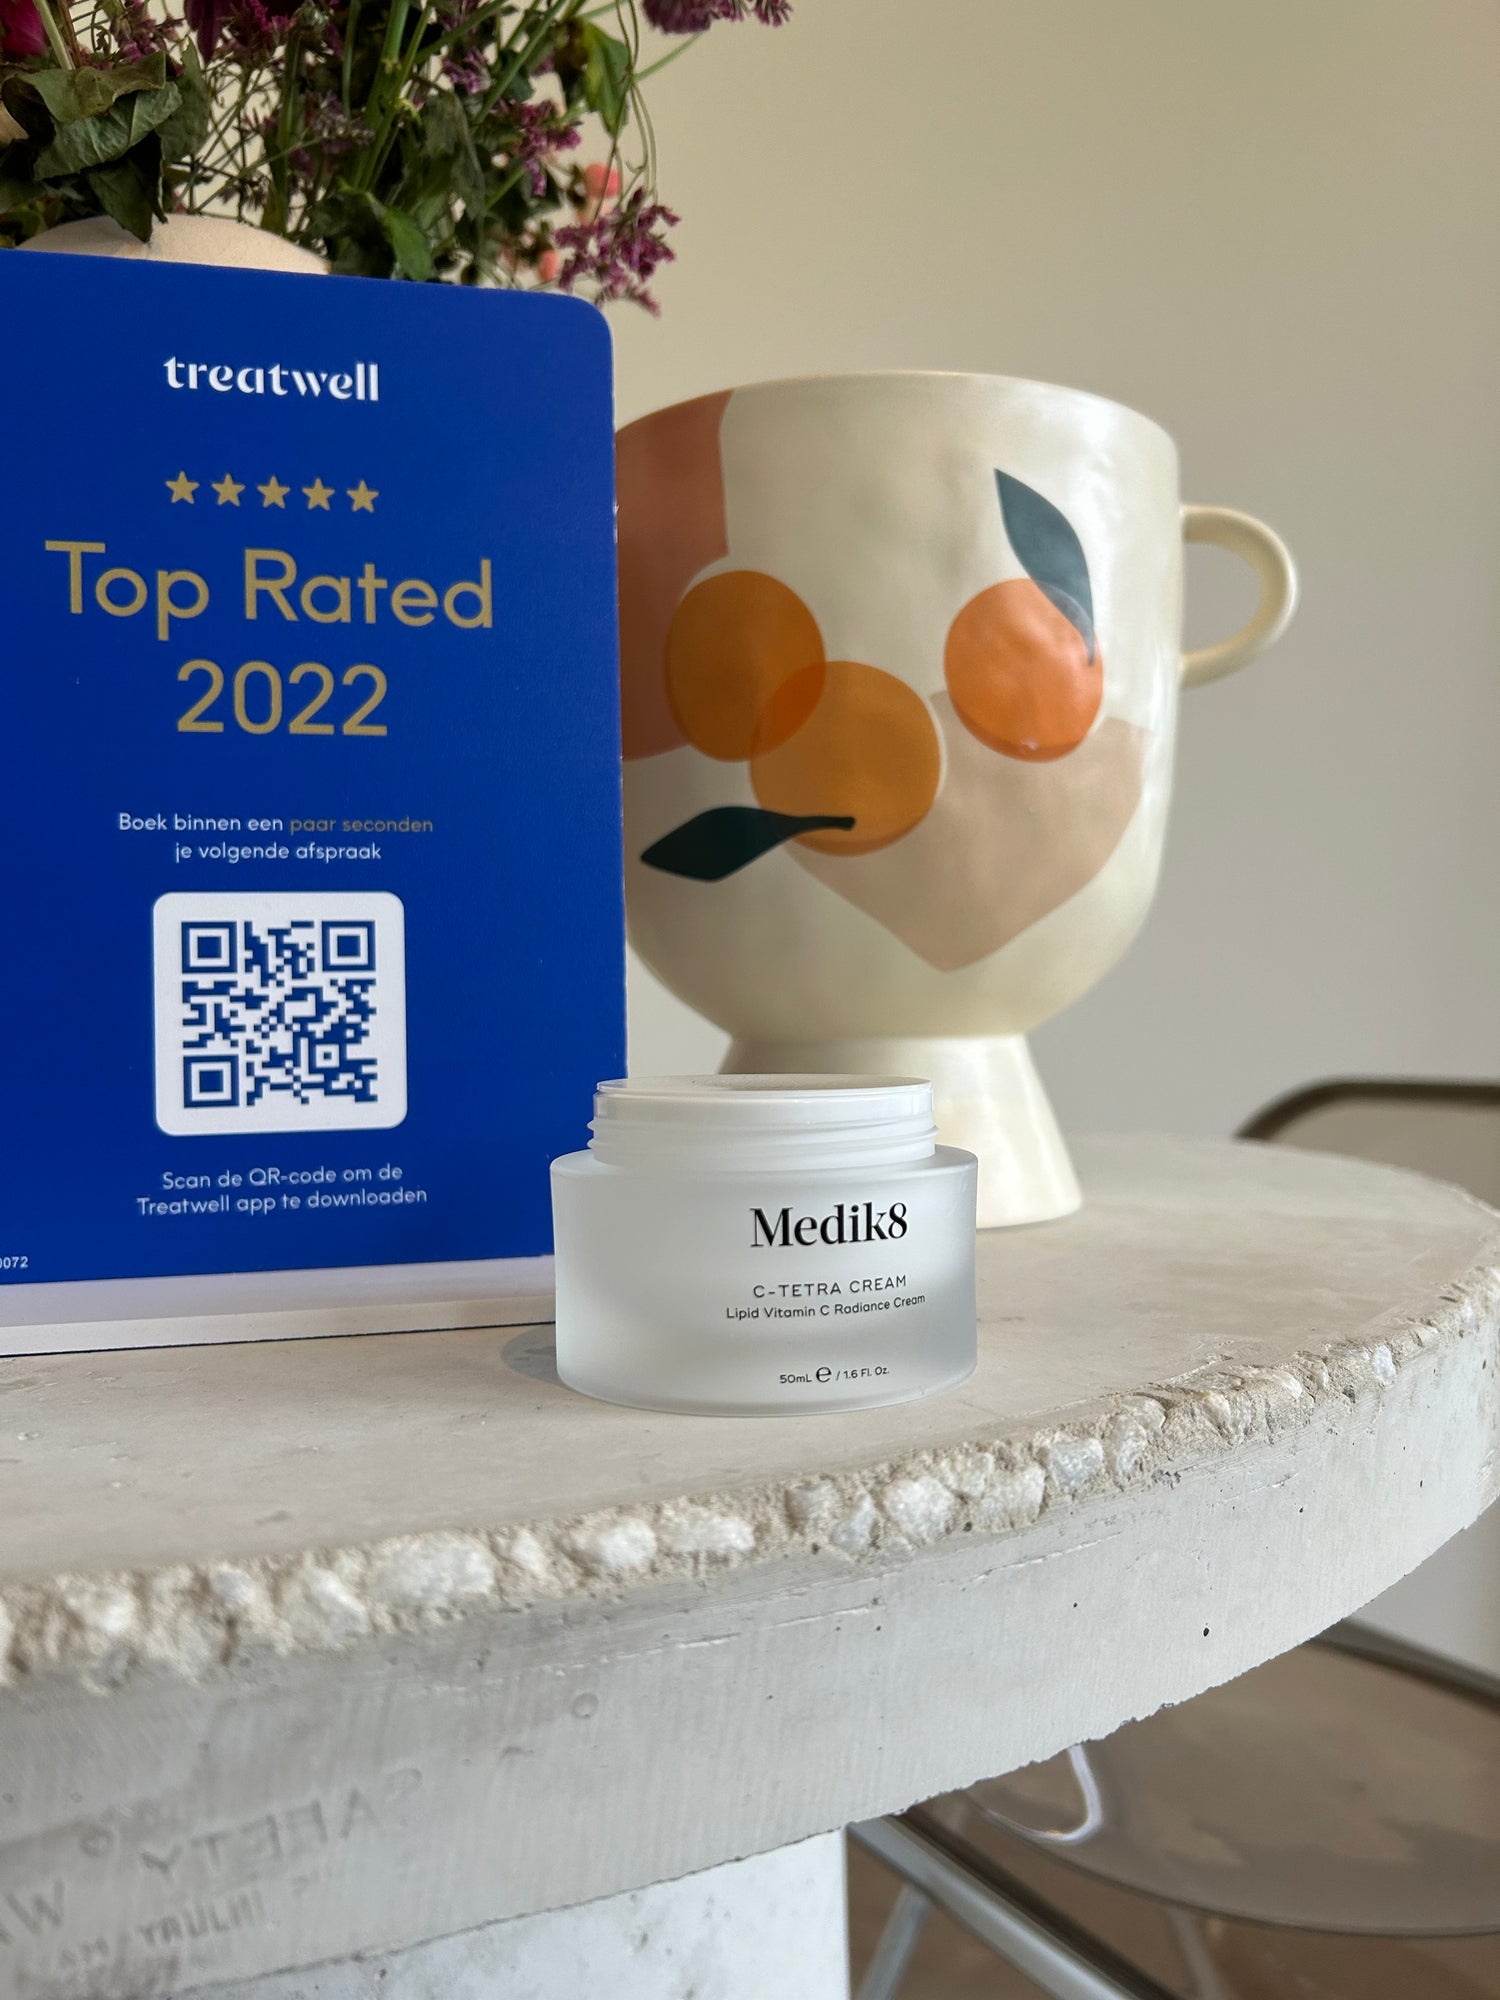 treatwell
Top Rated
2022
Boek binnen een paar seconden
je volgende afspraak
Scan de QR-code om de
Treatwell app te downloaden
0072
Medik8
C-TETRA CREAM
Lipid Vitamin C Radiance Cream
50mL ℮ / 1.6 Fl. Oz.